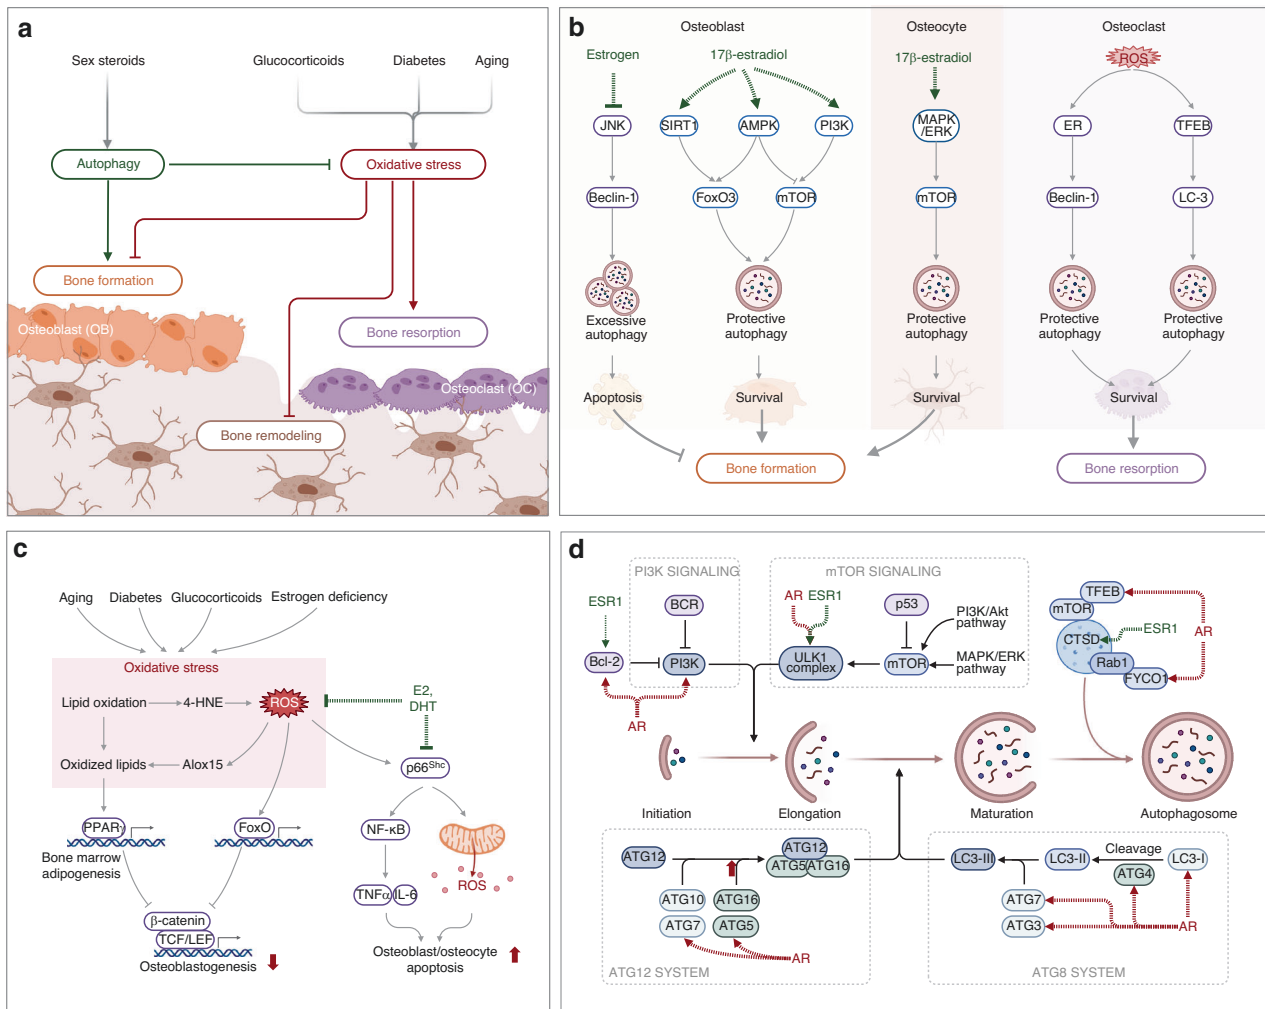 a
Sex steroids
Glucocorticoids
Diabetes
Aging
Autophagy
Oxidative stress
Bone formation
Bone resorption
Osteoblast (OB)
Osteoclast (OC)
Bone remodeling
b
Osteoblast
Osteocyte
Osteoclast
Estrogen
17β-estradiol
17β-estradiol
ROS
JNK
SIRT1
AMPK
PI3K
MAPK
/ERK
ER
TFEB
Beclin-1
FoxO3
mTOR
mTOR
Beclin-1
LC-3
Excessive
autophagy
Protective
autophagy
Protective
autophagy
Protective
autophagy
Protective
autophagy
Apoptosis
Survival
Survival
Survival
Bone formation
Bone resorption
c
Aging
Diabetes
Glucocorticoids
Estrogen deficiency
Oxidative stress
Lipid oxidation
4-HNE
ROS
E2,
DHT
Oxidized lipids
Alox15
p66Shc
PPARγ
FoxO
NF-κB
Bone marrow
adipogenesis
ROS
TNFα
IL-6
β-catenin
TCF/LEF
Osteoblastogenesis
Osteoblast/osteocyte
apoptosis
d
PI3K SIGNALING
mTOR SIGNALING
ESR1
BCR
AR
ESR1
p53
PI3K/Akt
pathway
TFEB
mTOR
CTSD
ESR1
AR
Bcl-2
PI3K
ULK1
complex
mTOR
MAPK/ERK
pathway
Rab1
FYCO1
AR
Initiation
Elongation
Maturation
Autophagosome
ATG12
ATG12
ATG5
ATG16
LC3-III
LC3-II
Cleavage
LC3-I
ATG4
ATG10
ATG16
ATG7
ATG7
ATG5
ATG3
AR
AR
ATG12 SYSTEM
ATG8 SYSTEM